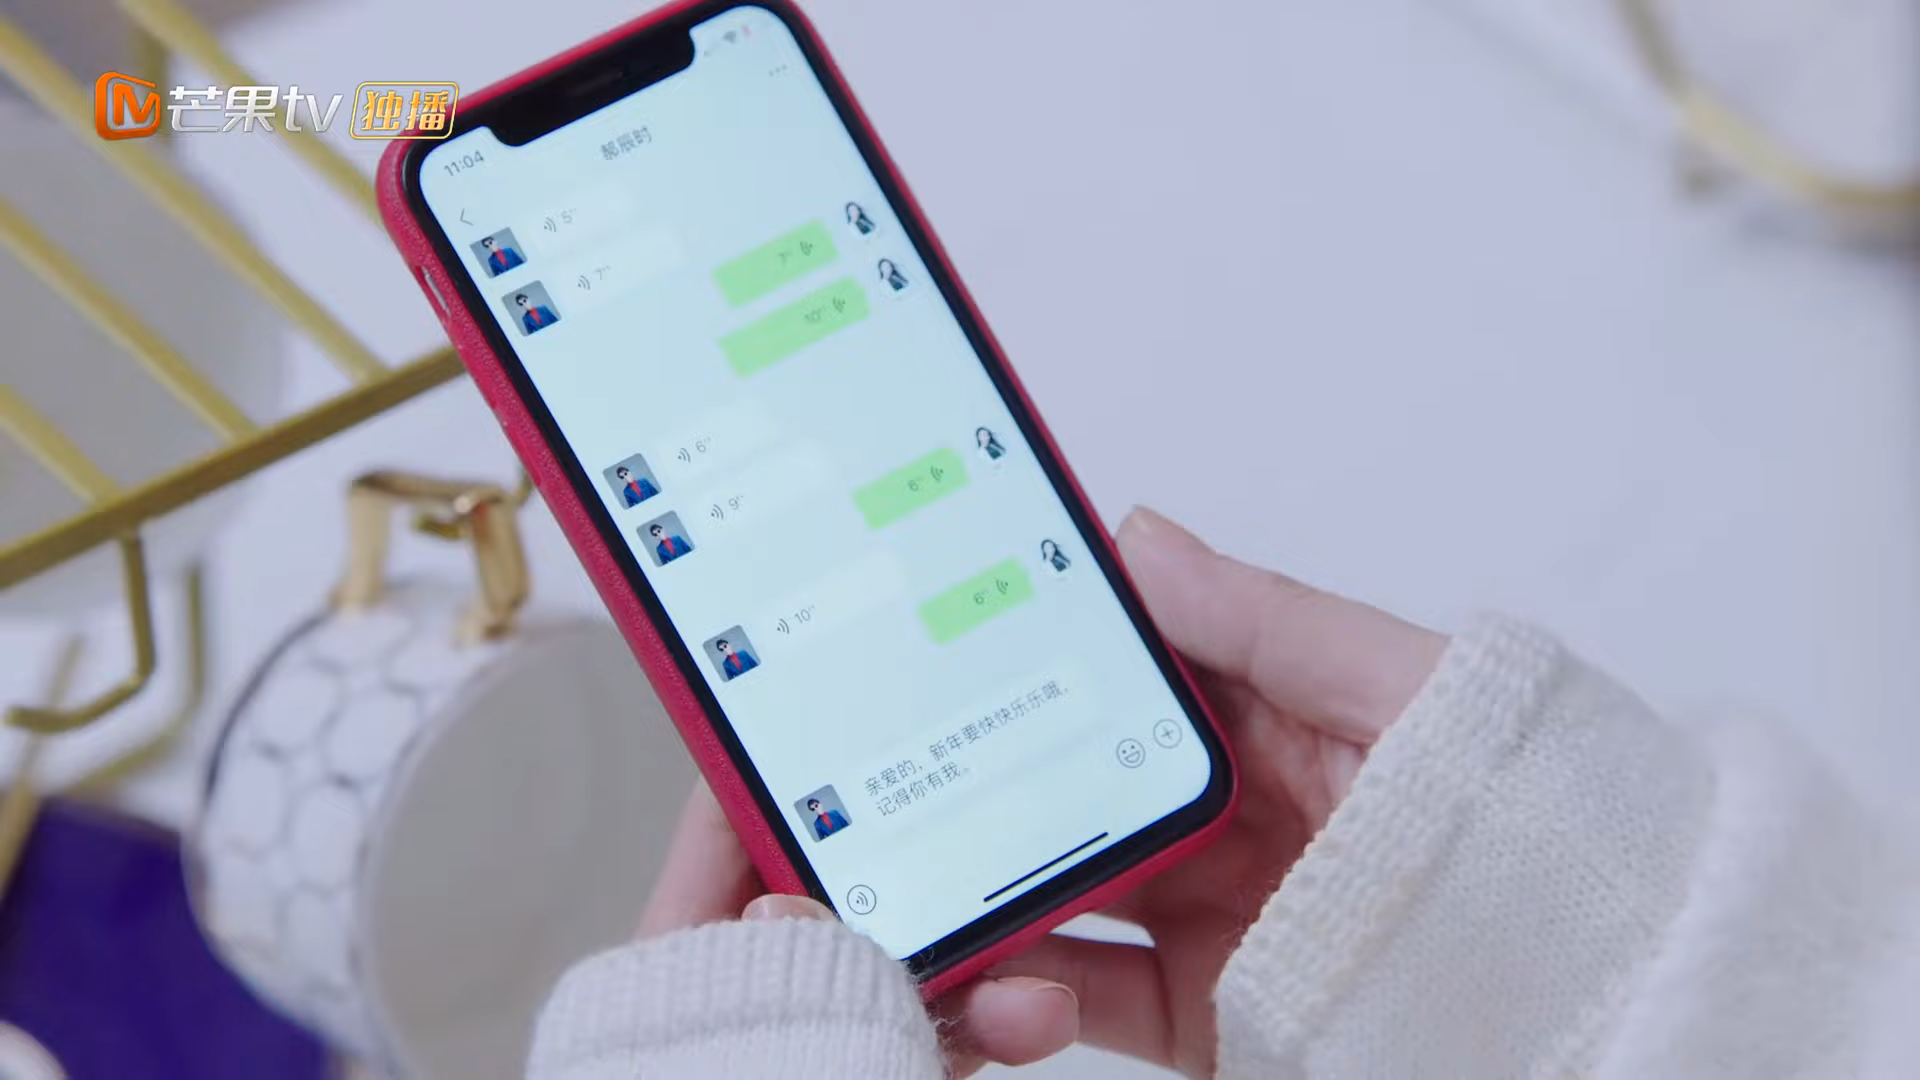 芒果tv 独播
11:04
郝辰时
5"
7"
7"
10"
6"
9"
6"
10"
6"
亲爱的，新年要快快乐乐哦，
记得你有我。